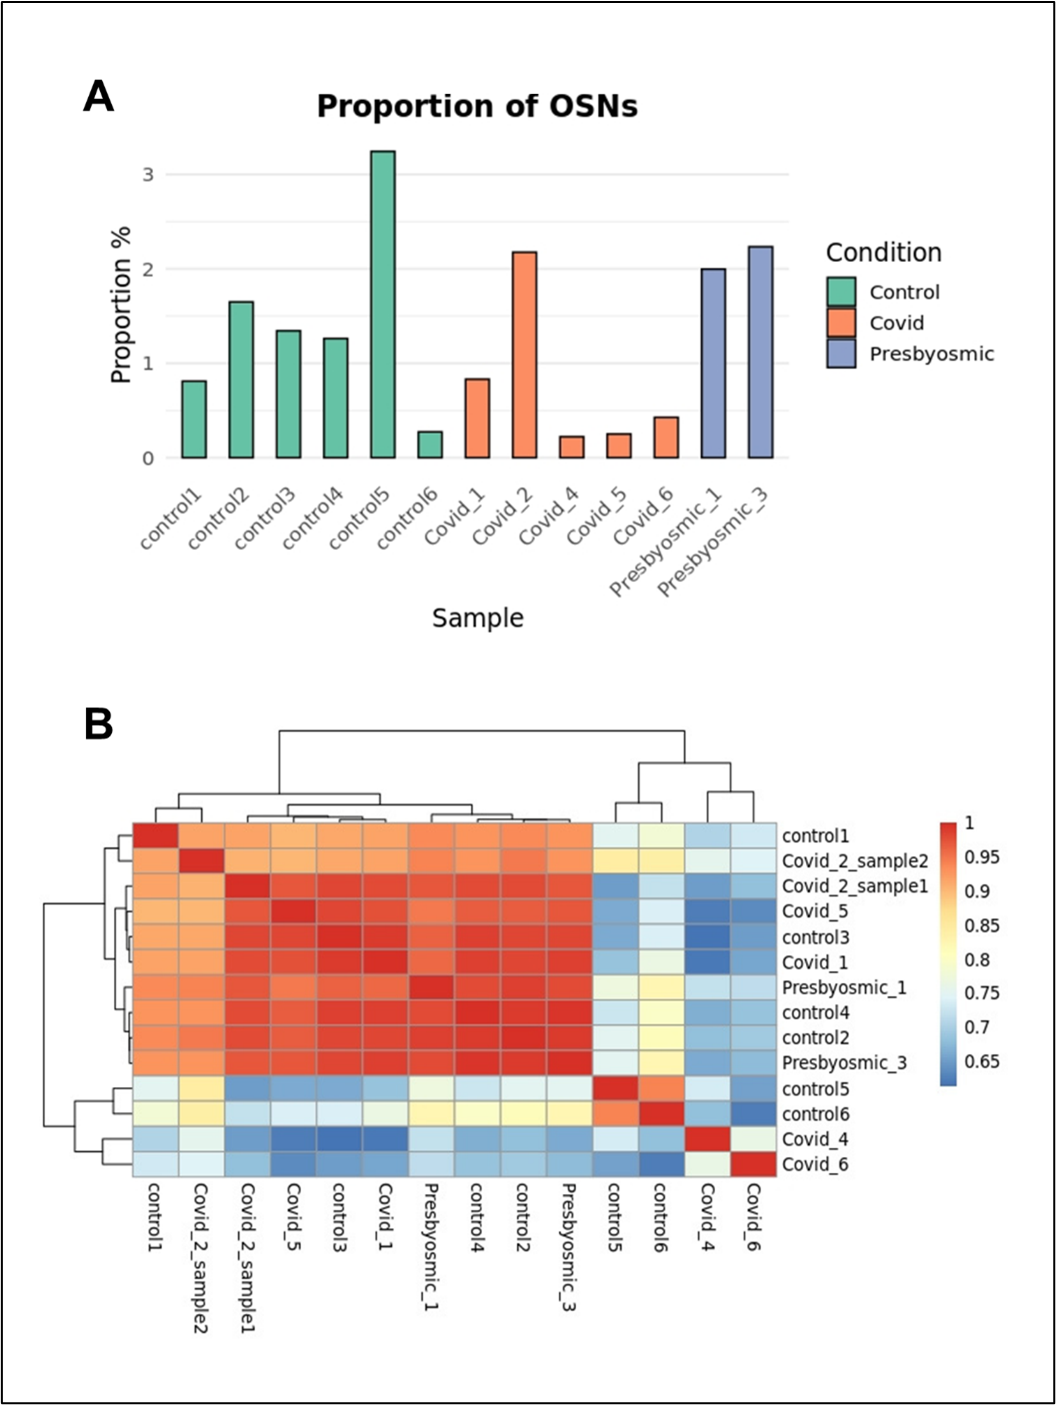 A
Proportion of OSNs
Proportion %
3
2
1
0
control1
control2
control3
control4
control5
control6
Covid_1
Covid_2
Covid_4
Covid_5
Covid_6
Presbyosmic_1
Presbyosmic_3
Sample
Condition
Control
Covid
Presbyosmic
B
control1
Covid_2_sample2
Covid_2_sample1
Covid_5
control3
Covid_1
Presbyosmic_1
control4
control2
Presbyosmic_3
control5
control6
Covid_4
Covid_6
1
0.95
0.9
0.85
0.8
0.75
0.7
0.65
control1
Covid_2_sample2
Covid_2_sample1
Covid_5
control3
Covid_1
Presbyosmic_1
control4
control2
Presbyosmic_3
control5
control6
Covid_4
Covid_6